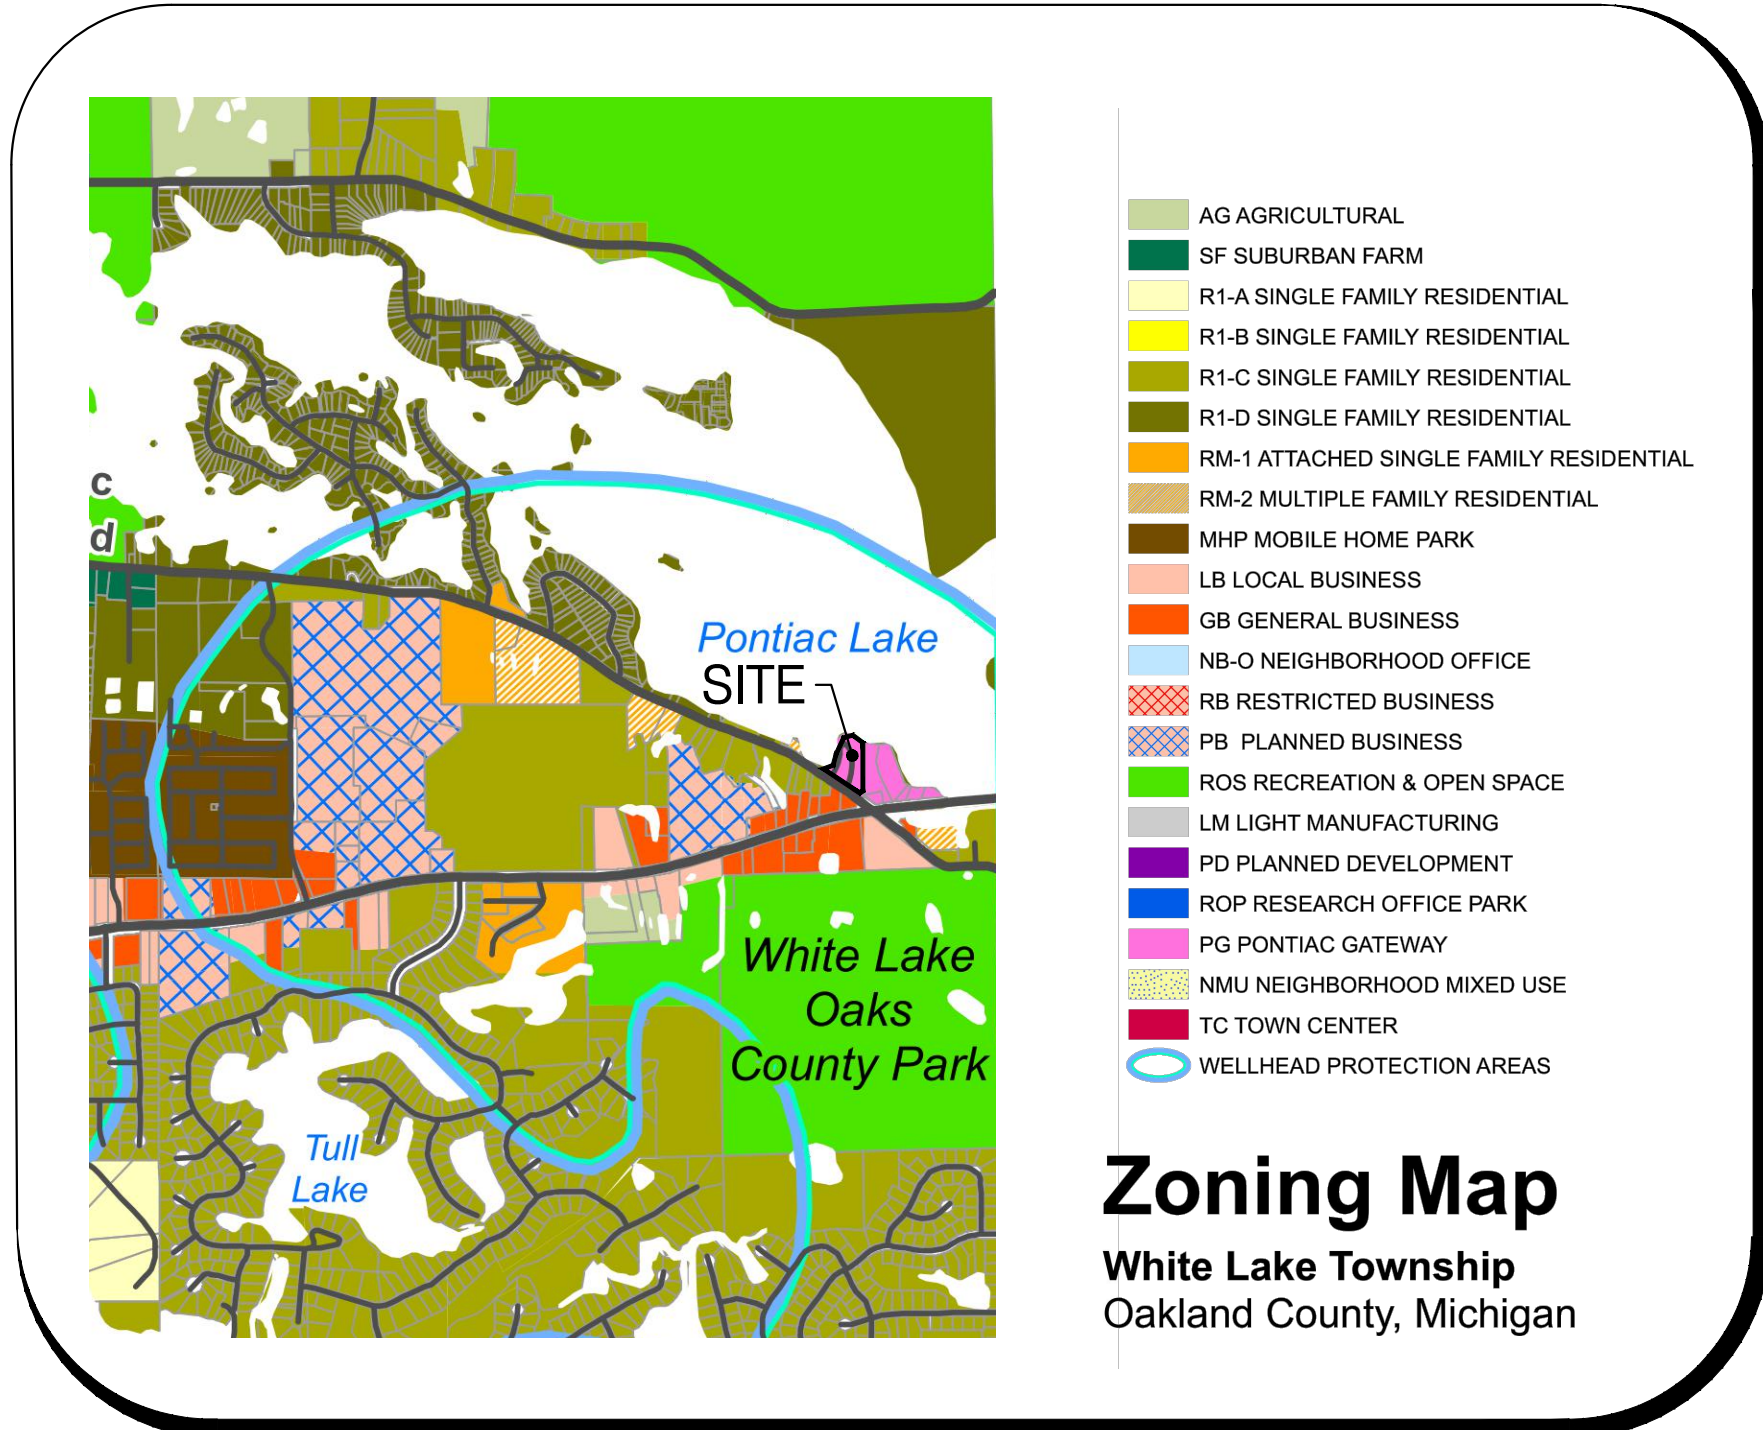 c
d
Pontiac Lake
SITE
White Lake
Oaks
County Park
Tull
Lake
AG AGRICULTURAL
SF SUBURBAN FARM
R1-A SINGLE FAMILY RESIDENTIAL
R1-B SINGLE FAMILY RESIDENTIAL
R1-C SINGLE FAMILY RESIDENTIAL
R1-D SINGLE FAMILY RESIDENTIAL
RM-1 ATTACHED SINGLE FAMILY RESIDENTIAL
RM-2 MULTIPLE FAMILY RESIDENTIAL
MHP MOBILE HOME PARK
LB LOCAL BUSINESS
GB GENERAL BUSINESS
NB-O NEIGHBORHOOD OFFICE
RB RESTRICTED BUSINESS
PB PLANNED BUSINESS
ROS RECREATION & OPEN SPACE
LM LIGHT MANUFACTURING
PD PLANNED DEVELOPMENT
ROP RESEARCH OFFICE PARK
PG PONTIAC GATEWAY
NMU NEIGHBORHOOD MIXED USE
TC TOWN CENTER
WELLHEAD PROTECTION AREAS
Zoning Map
White Lake Township
Oakland County, Michigan